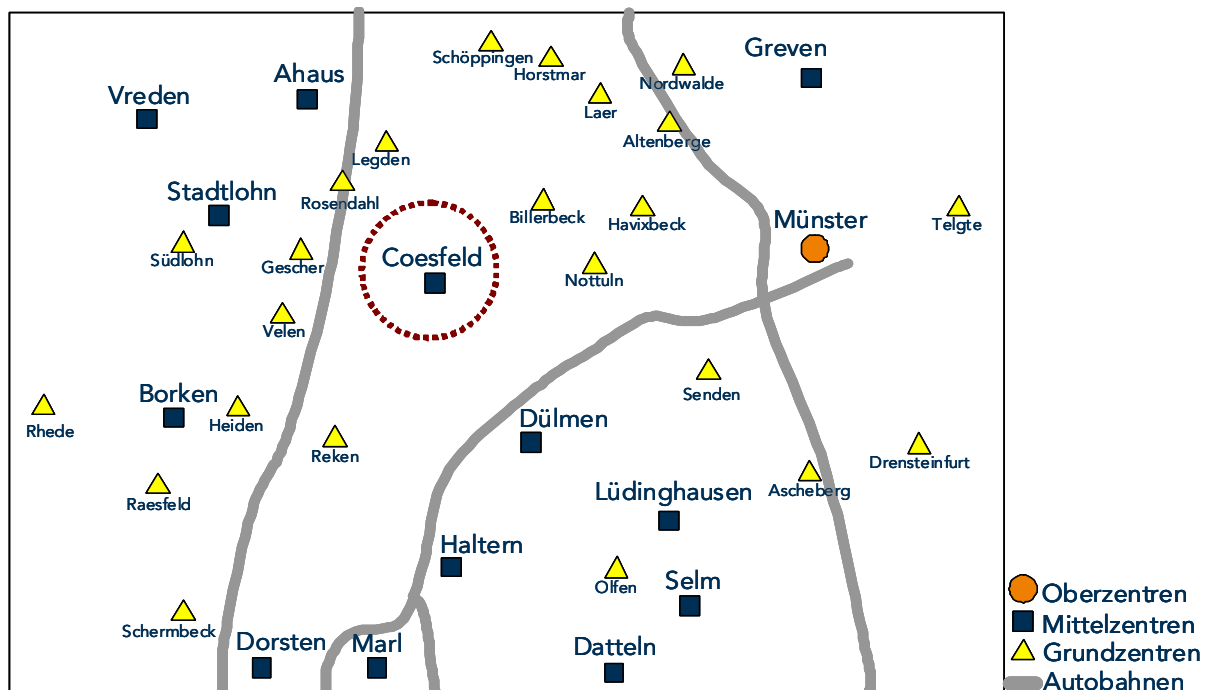 Schöppingen
Greven
Horstmar
Ahaus
Nordwalde
Vreden
Laer
Altenberge
Legden
Stadtlohn
Rosendahl
Billerbeck
Havixbeck
Münster
Telgte
Südlohn
Gescher
Coesfeld
Nottuln
Velen
Borken
Senden
Rhede
Heiden
Dülmen
Reken
Drensteinfurt
Raesfeld
Lüdinghausen
Ascheberg
Haltern
Olfen
Selm
Schermbeck
Dorsten
Marl
Datteln
Oberzentren
Mittelzentren
Grundzentren
Autobahnen